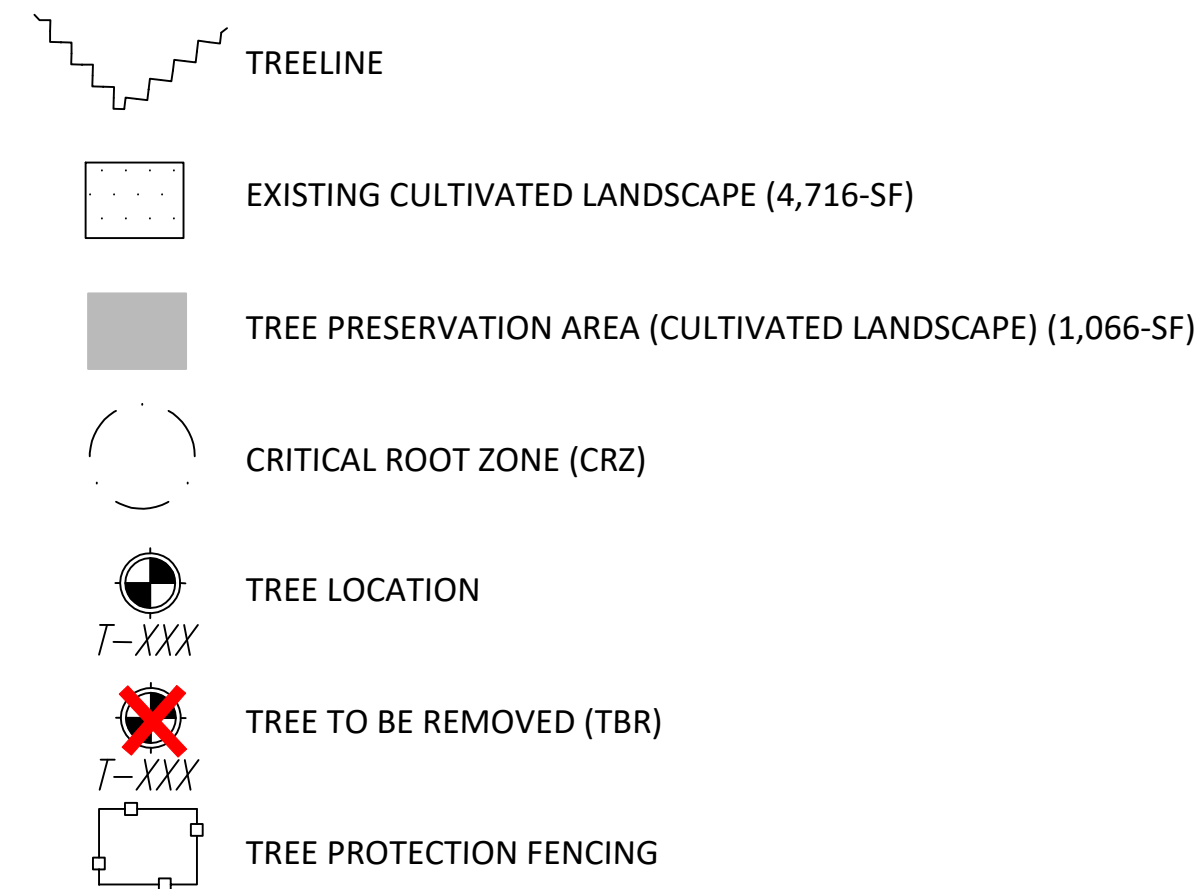 TREELINE
EXISTING CULTIVATED LANDSCAPE (4,716-SF)
TREE PRESERVATION AREA (CULTIVATED LANDSCAPE) (1,066-SF)
CRITICAL ROOT ZONE (CRZ)
TREE LOCATION
T-XXX
TREE TO BE REMOVED (TBR)
T-XXX
TREE PROTECTION FENCING